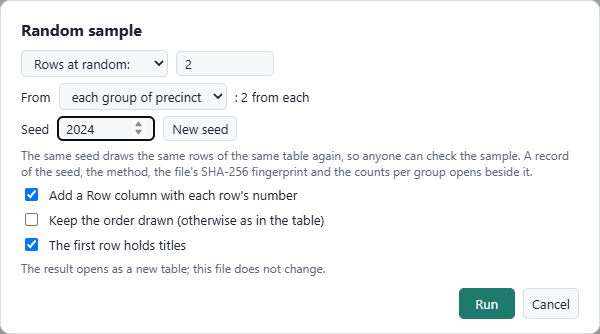 Random sample
Rows at random: 2
From each group of precinct : 2 from each
Seed 2024 New seed
The same seed draws the same rows of the same table again, so anyone can check the sample. A record
of the seed, the method, the file's SHA-256 fingerprint and the counts per group opens beside it.
Add a Row column with each row's number
Keep the order drawn (otherwise as in the table)
The first row holds titles
The result opens as a new table; this file does not change.
Run Cancel